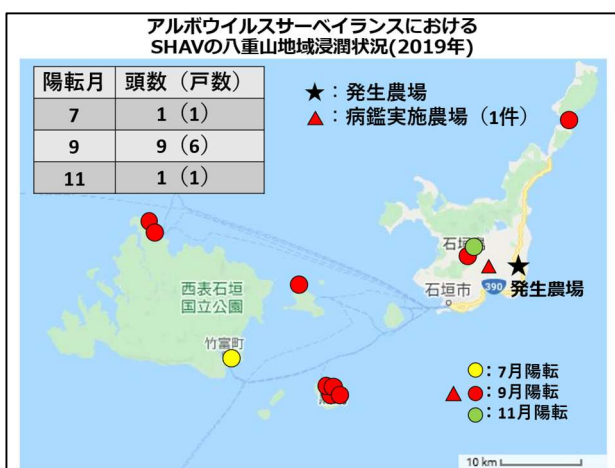 アルボウイルスサーベイランスにおける
SHAVの八重山地域浸潤状況(2019年)
陽転月 頭数（戸数）
7 1（1）
9 9（6）
11 1（1）
★：発生農場
▲：病鑑実施農場（1件）
石垣市
390
発生農場
西表石垣
国立公園
竹富町
：7月陽転
：9月陽転
：11月陽転
10 km